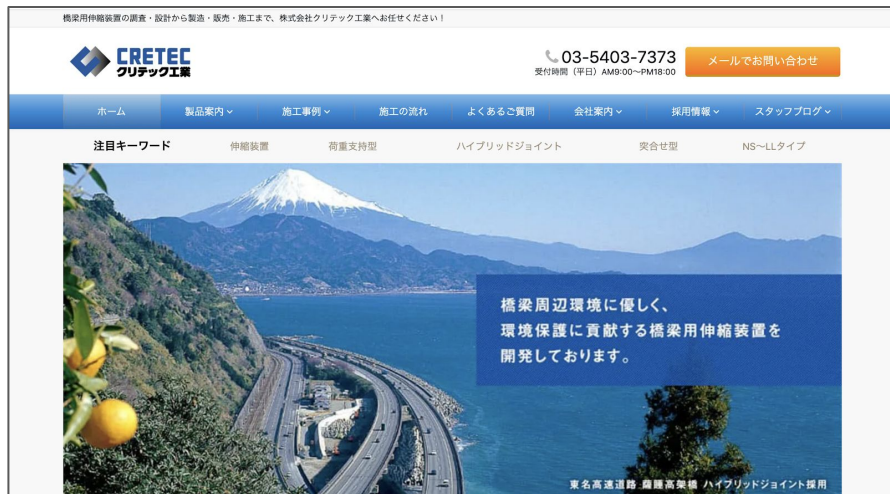 橋梁用伸縮装置の調査・設計から製造・販売・施工まで、株式会社クリテック工業へお任せください！
CRETEC
クリテック工業
03-5403-7373
受付時間（平日）AM9:00〜PM18:00
メールでお問い合わせ
ホーム 製品案内 施工事例 施工の流れ よくあるご質問 会社案内 採用情報 スタッフブログ
注目キーワード 伸縮装置 荷重支持型 ハイブリッドジョイント 突合せ型 NS〜LLタイプ
橋梁周辺環境に優しく、
環境保護に貢献する橋梁用伸縮装置を
開発しております。
東名高速道路 薩埵高架橋 ハイブリッドジョイント採用